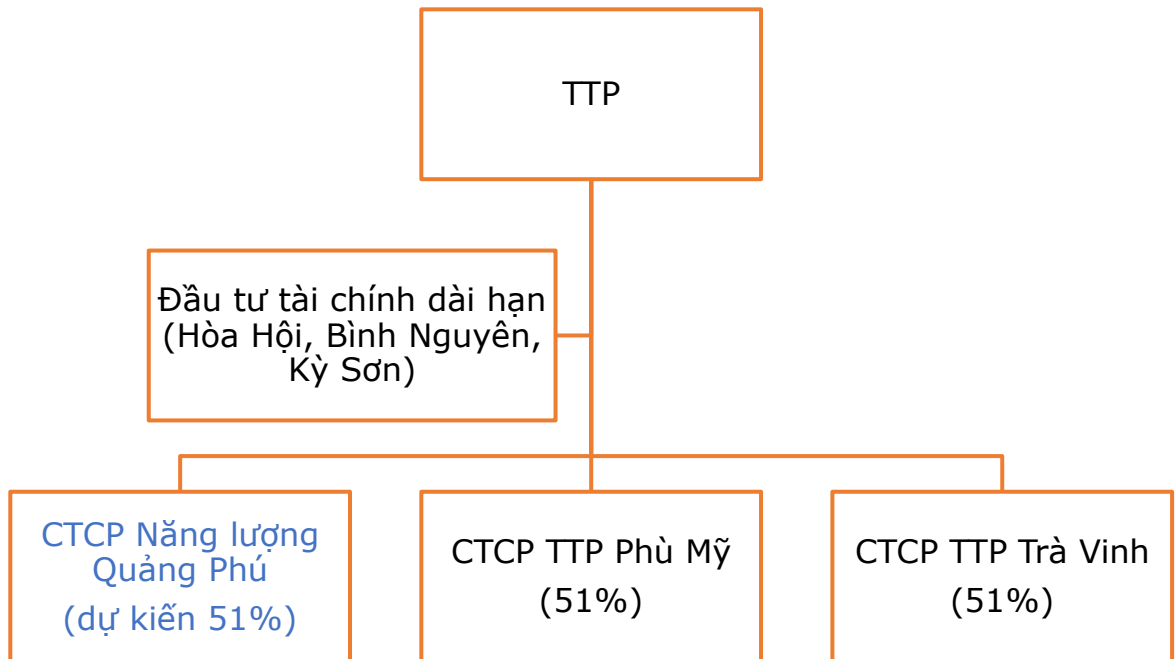 TTP
Đầu tư tài chính dài hạn
(Hòa Hội, Bình Nguyên,
Kỳ Sơn)
CTCP Năng lượng
Quảng Phú
(dự kiến 51%)
CTCP TTP Phù Mỹ
(51%)
CTCP TTP Trà Vinh
(51%)